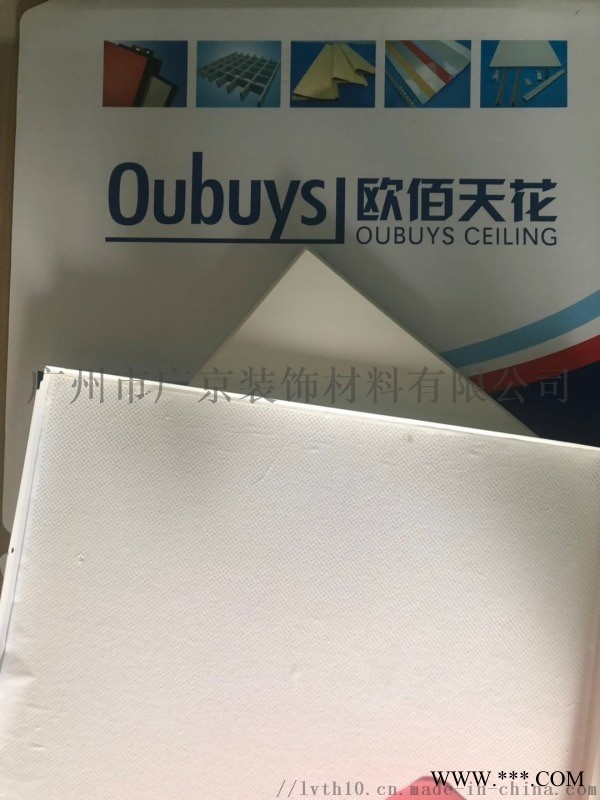 Oubuys 欧佰天花
OUBUYS CEILING
广州市广京装饰材料有限公司
//lvth10.cn.made-in-china.com
WWW.***.COM